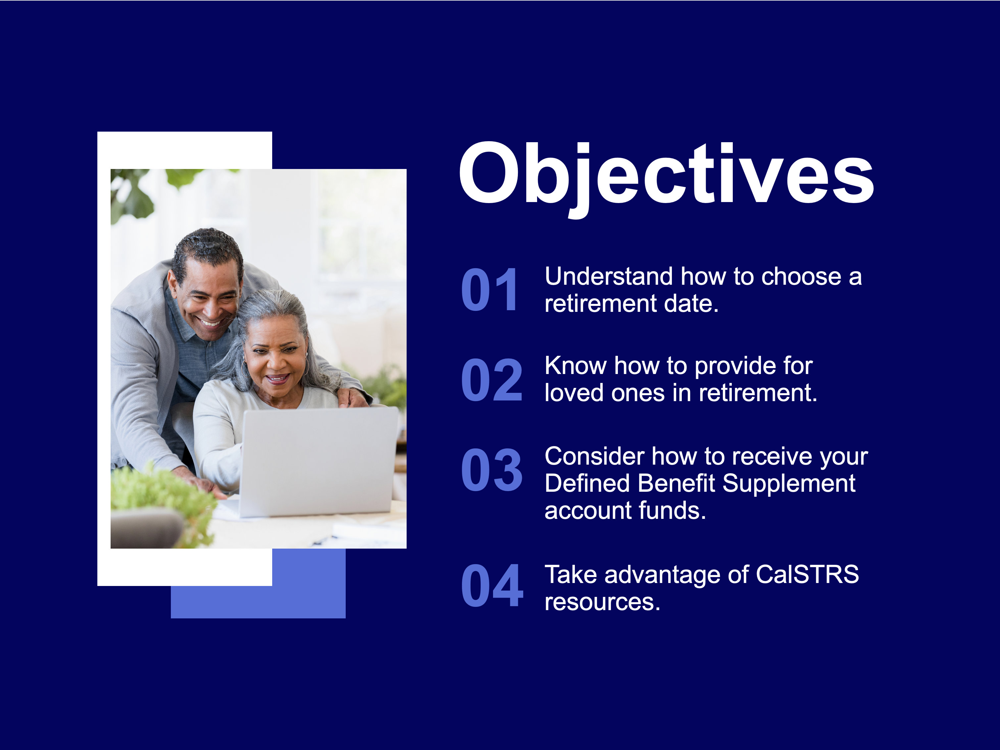 Objectives
01 Understand how to choose a
retirement date.
02 Know how to provide for
loved ones in retirement.
03 Consider how to receive your
Defined Benefit Supplement
account funds.
04 Take advantage of CalSTRS
resources.